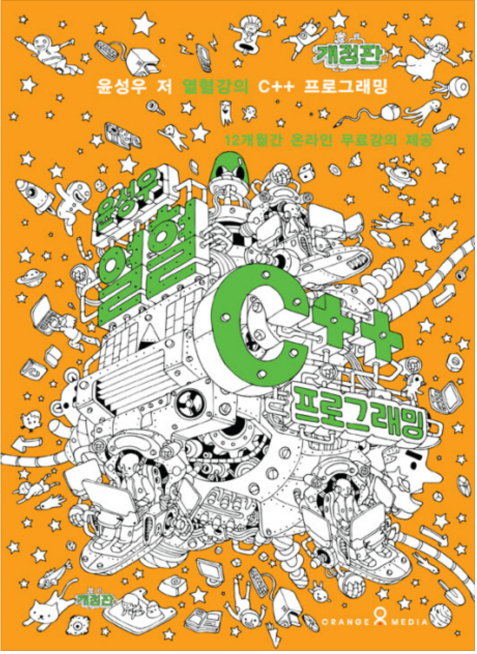 개정판
윤성우 저 열혈강의 C++ 프로그래밍
12개월간 온라인 무료강의 제공
윤성우
열혈
C++
프로그래밍
개정판
ORANGE MEDIA